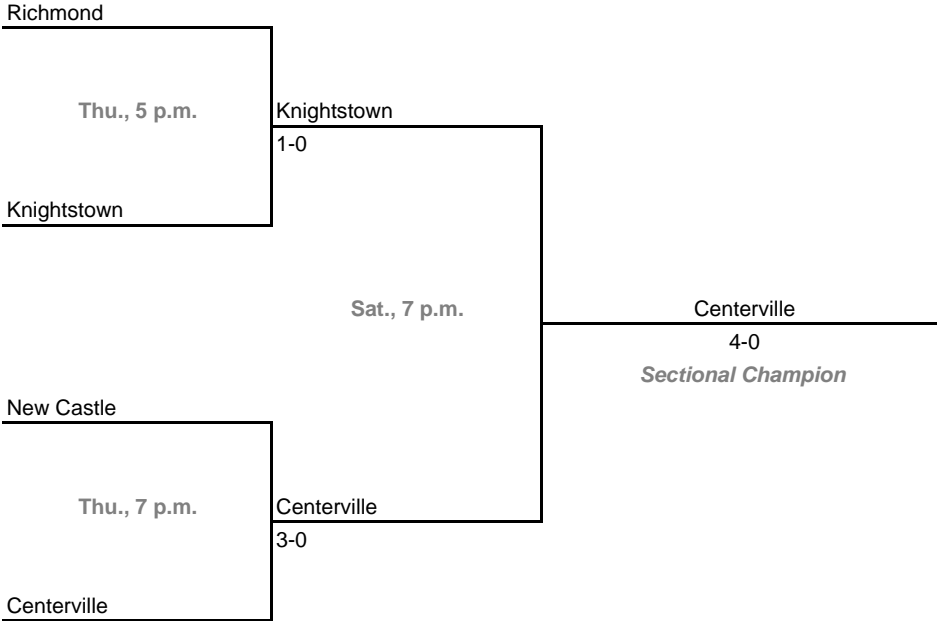 Richmond
Thu., 5 p.m.
Knightstown
1-0
Knightstown
Sat., 7 p.m.
Centerville
4-0
Sectional Champion
New Castle
Thu., 7 p.m.
Centerville
3-0
Centerville